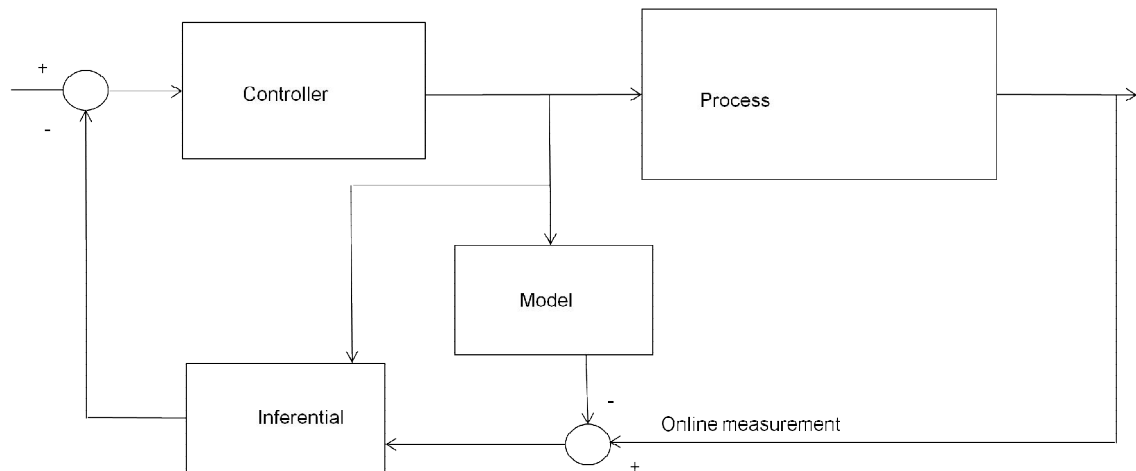 +
-
Controller
Process
Model
Inferential
-
Online measurement
+